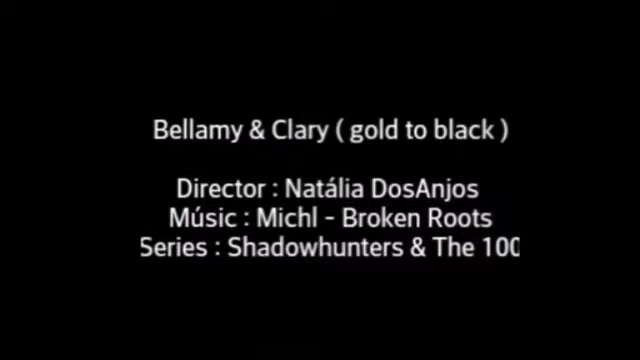 Bellamy & Clary ( gold to black )
Director : Natália DosAnjos
Músic : Michl - Broken Roots
Series : Shadowhunters & The 100